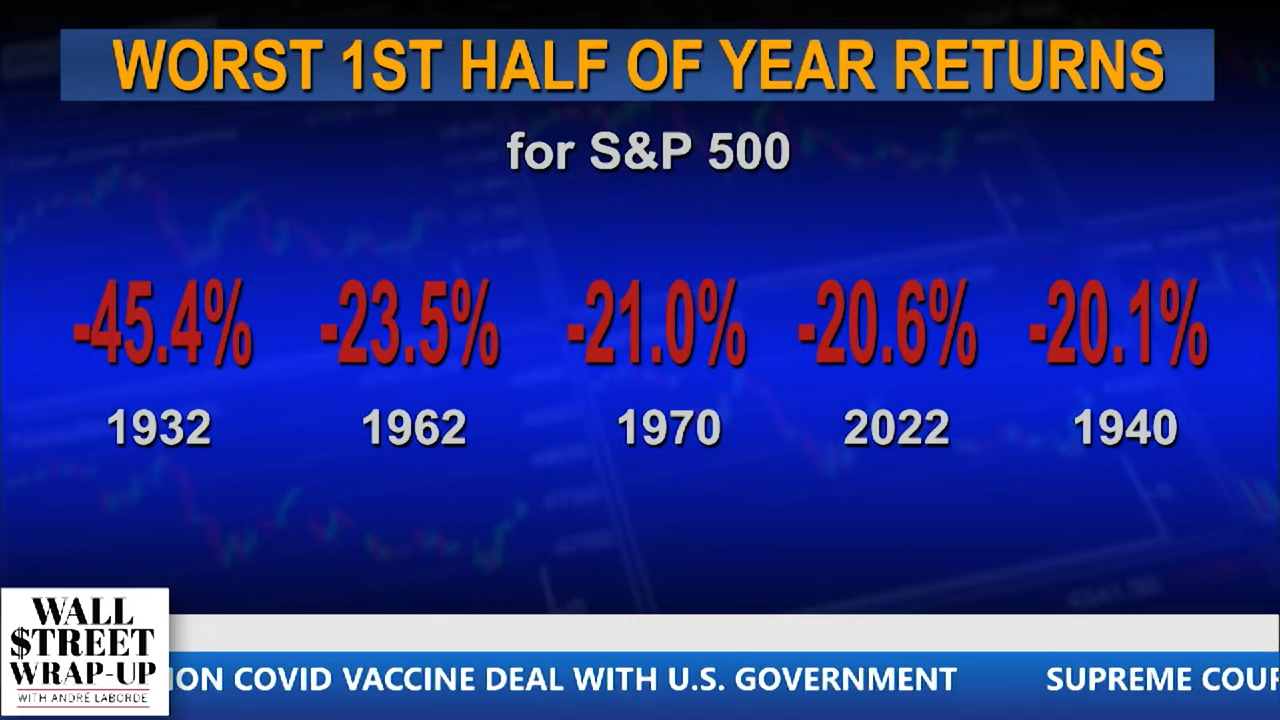 WORST 1ST HALF OF YEAR RETURNS
for S&P 500
-45.4% -23.5% -21.0% -20.6% -20.1%
1932 1962 1970 2022 1940
WALL
$TREET
WRAP-UP
WITH ANDRÉ LABORDE
ION COVID VACCINE DEAL WITH U.S. GOVERNMENT SUPREME COUR